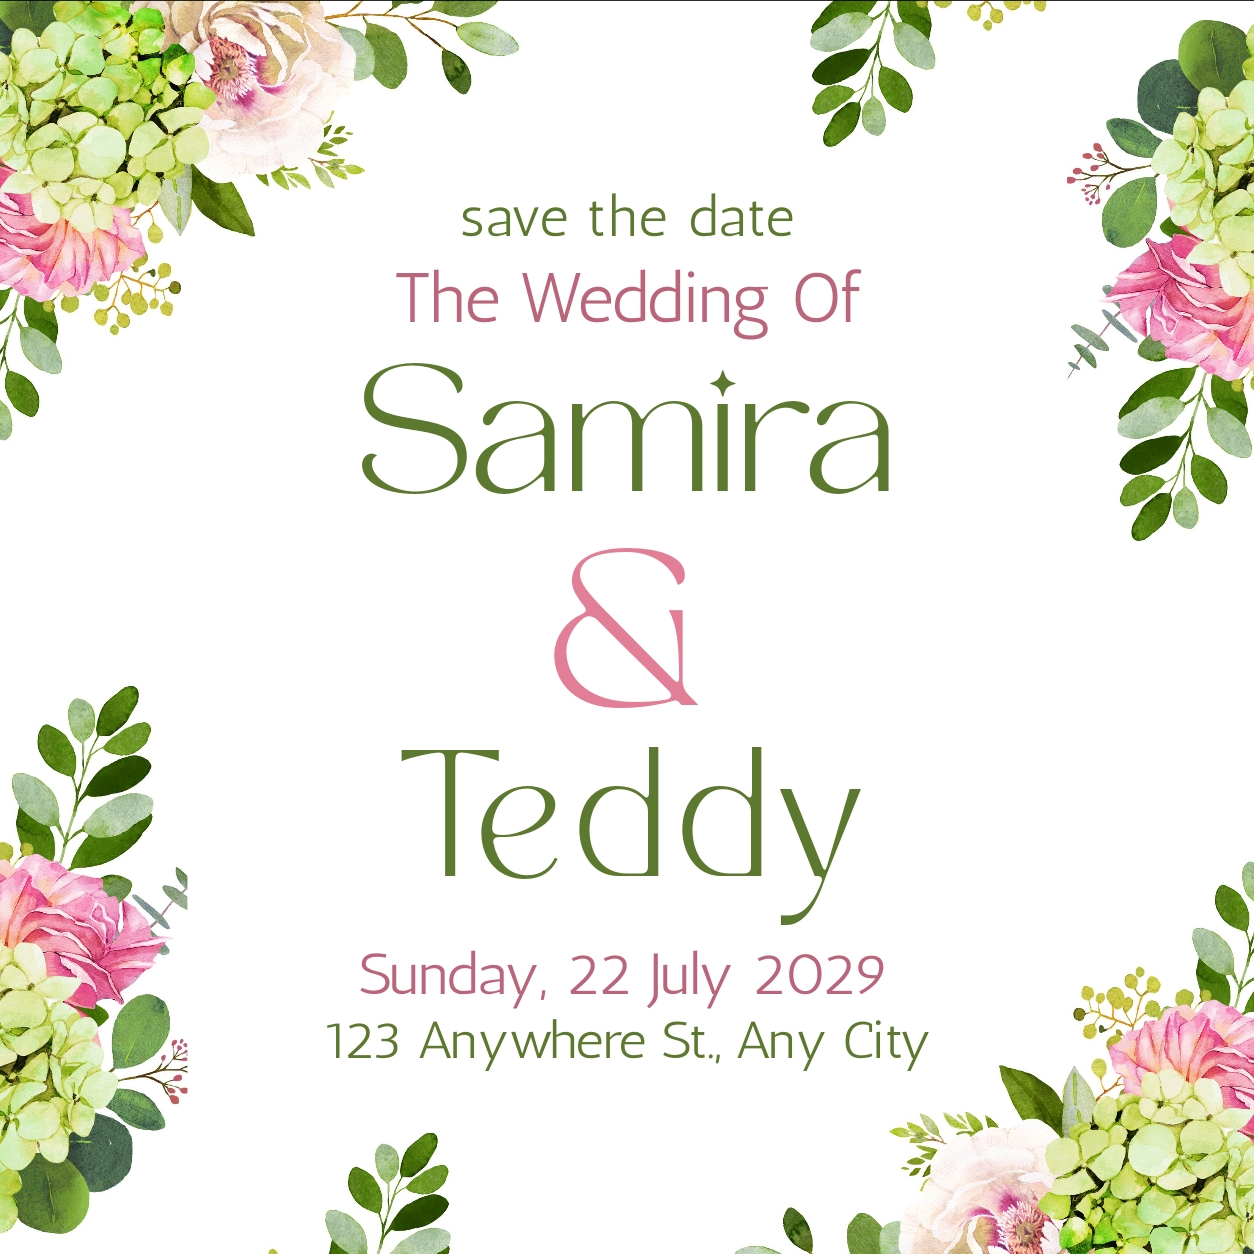 save the date
The Wedding Of
Samira
&
Teddy
Sunday, 22 July 2029
123 Anywhere St., Any City